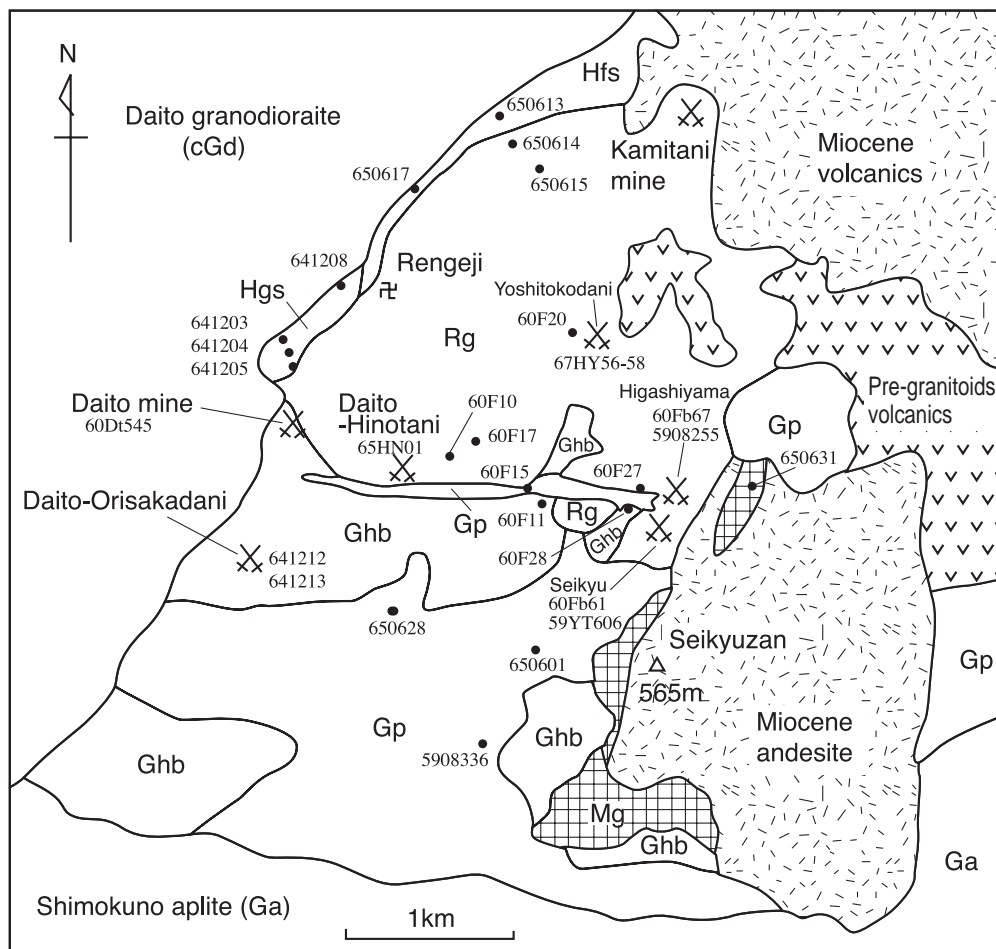 N
Hfs
650613
Daito granodioraite
(cGd)
650614
Kamitani
mine
Miocene
volcanics
650617
650615
641208
Rengeji
卍
Hgs
Yoshitokodani
641203
60F20
641204
Rg
67HY56-58
641205
Higashiyama
Pre-granitoids
volcanics
Daito mine
60Dt545
Daito
-Hinotani
65HN01
60F10
60F17
60Fb67
5908255
Gp
Ghb
60F15
60F27
650631
Daito-Orisakadani
Gp
60F11
Rg
Ghb
Ghb
60F28
641212
641213
Seikyu
60Fb61
59YT606
650628
Seikyuzan
650601
565m
Gp
Gp
Ghb
Miocene
andesite
Ghb
5908336
Mg
Ghb
Ga
Shimokuno aplite (Ga)
1km